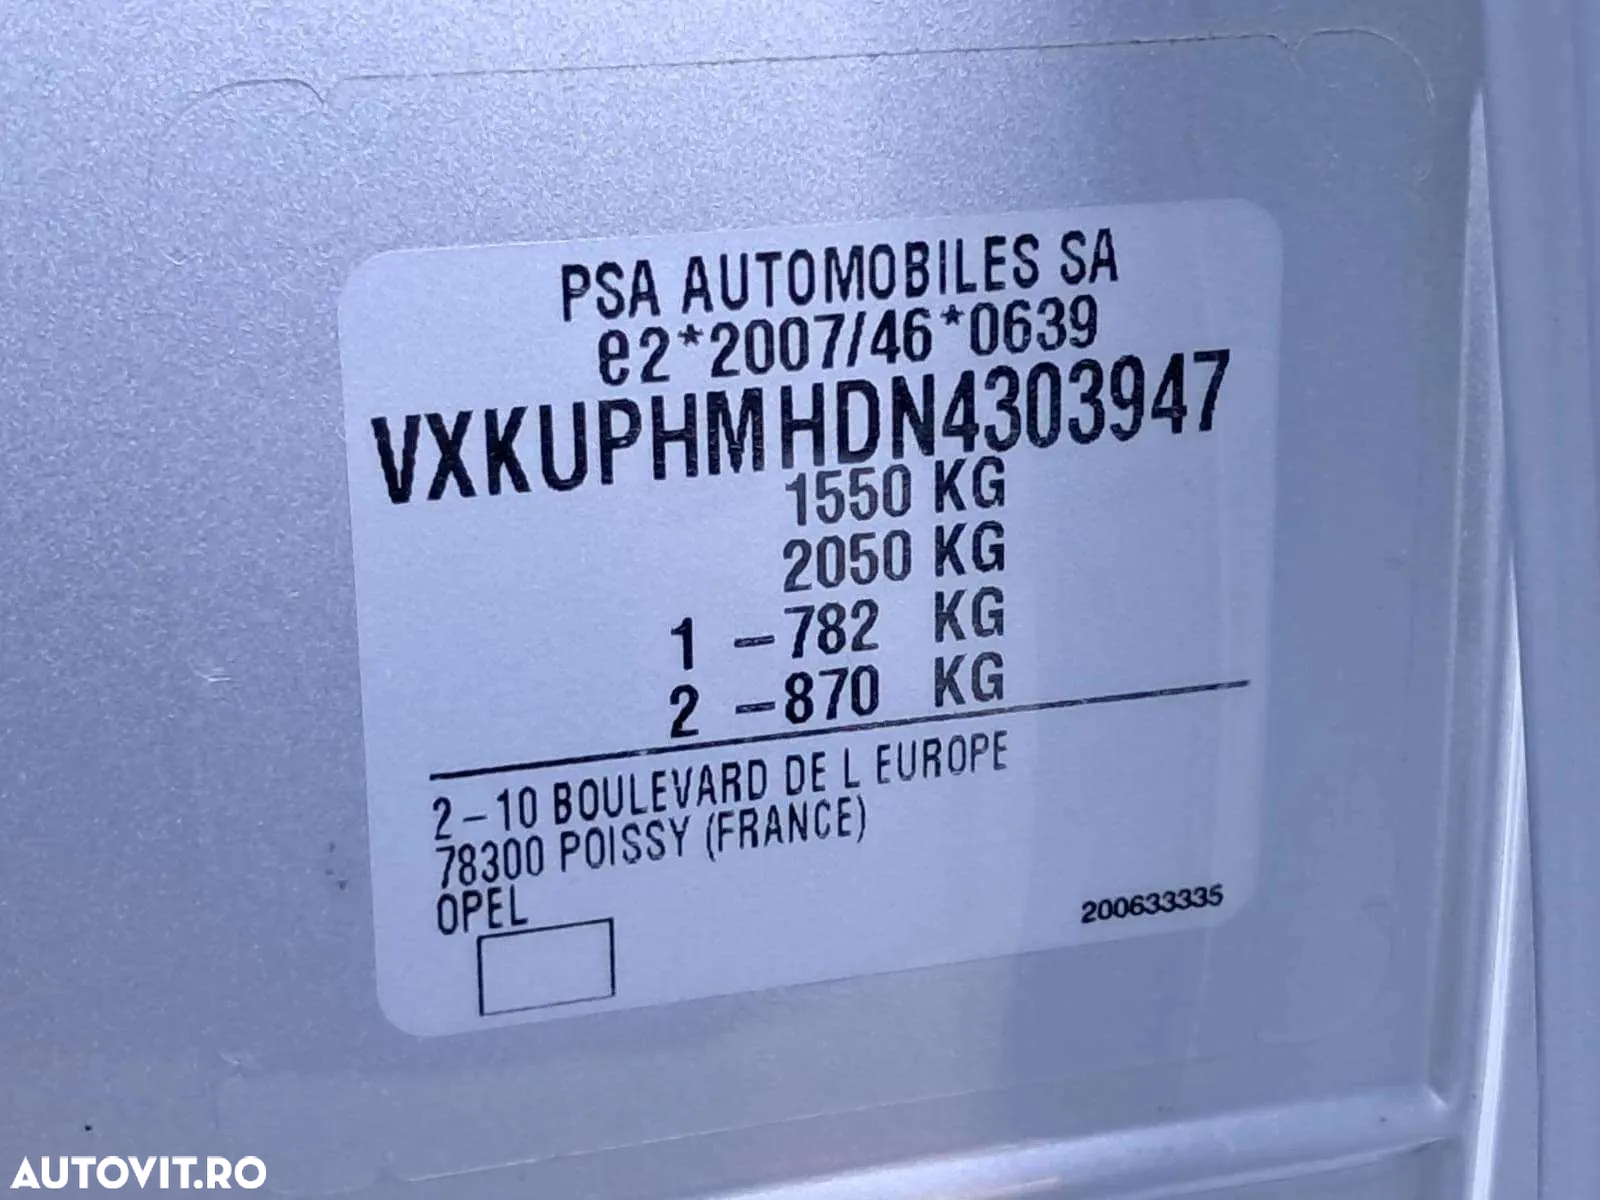 PSA AUTOMOBILES SA
e2*2007/46*0639
VXKUPHMHDN4303947
1550 KG
2050 KG
1 -782 KG
2 -870 KG
2-10 BOULEVARD DE L EUROPE
78300 POISSY (FRANCE)
OPEL
200633335
AUTOVIT.RO